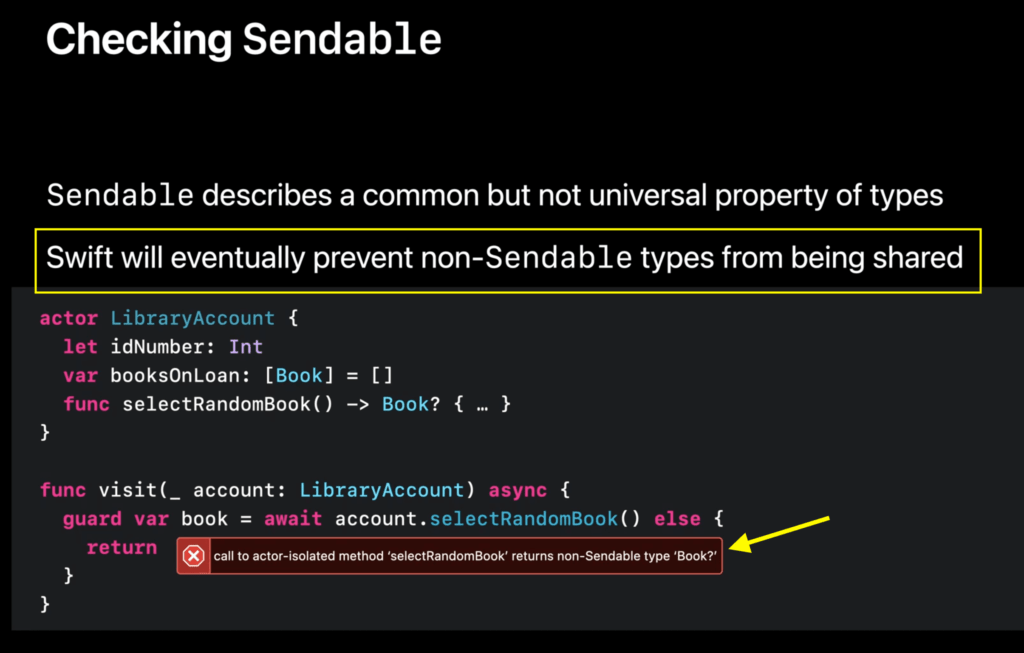 Checking Sendable
Sendable describes a common but not universal property of types
Swift will eventually prevent non-Sendable types from being shared
actor LibraryAccount {
  let idNumber: Int
  var booksOnLoan: [Book] = []
  func selectRandomBook() -> Book? { … }
}

func visit(_ account: LibraryAccount) async {
  guard var book = await account.selectRandomBook() else {
    return
call to actor-isolated method ‘selectRandomBook’ returns non-Sendable type ‘Book?’
  }
}